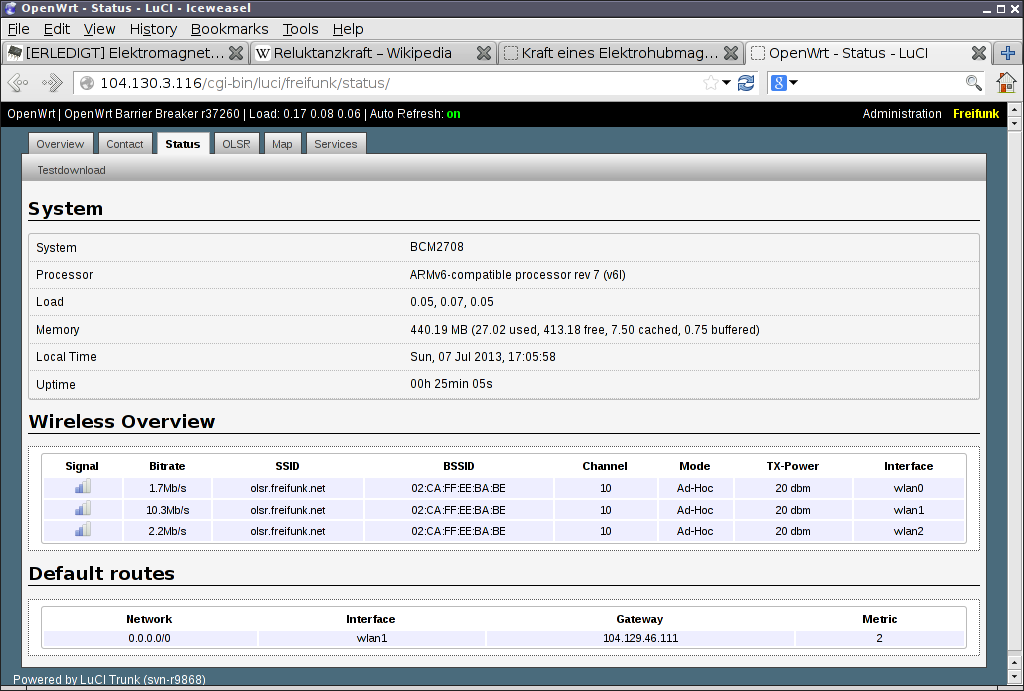 OpenWrt - Status - LuCI - Iceweasel
File Edit View History Bookmarks Tools Help
[ERLEDIGT] Elektromagnet... W Reluktanzkraft – Wikipedia Kraft eines Elektrohubmag... OpenWrt - Status - LuCI
104.130.3.116/cgi-bin/luci/freifunk/status/ 8
OpenWrt | OpenWrt Barrier Breaker r37260 | Load: 0.17 0.08 0.06 | Auto Refresh: on Administration Freifunk
Overview Contact Status OLSR Map Services
Testdownload
System
System BCM2708
Processor ARMv6-compatible processor rev 7 (v6l)
Load 0.05, 0.07, 0.05
Memory 440.19 MB (27.02 used, 413.18 free, 7.50 cached, 0.75 buffered)
Local Time Sun, 07 Jul 2013, 17:05:58
Uptime 00h 25min 05s
Wireless Overview
Signal Bitrate SSID BSSID Channel Mode TX-Power Interface
1.7Mb/s olsr.freifunk.net 02:CA:FF:EE:BA:BE 10 Ad-Hoc 20 dbm wlan0
10.3Mb/s olsr.freifunk.net 02:CA:FF:EE:BA:BE 10 Ad-Hoc 20 dbm wlan1
2.2Mb/s olsr.freifunk.net 02:CA:FF:EE:BA:BE 10 Ad-Hoc 20 dbm wlan2
Default routes
Network Interface Gateway Metric
0.0.0.0/0 wlan1 104.129.46.111 2
Powered by LuCI Trunk (svn-r9868)